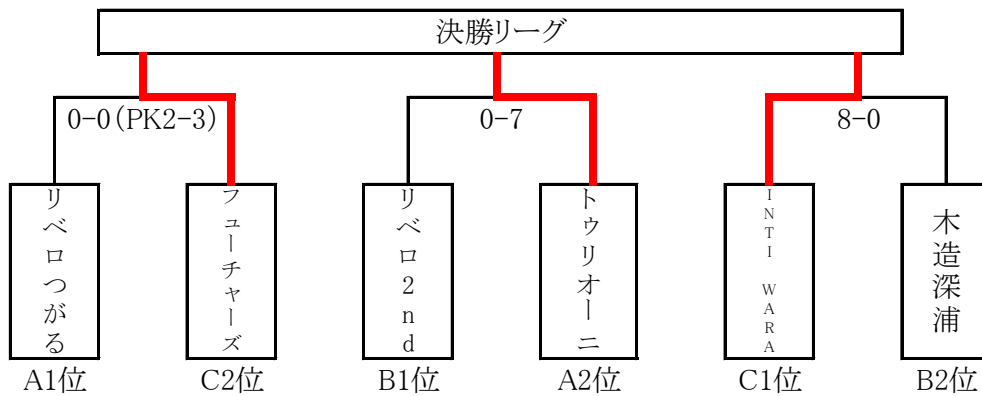 決勝リーグ
0-0(PK2-3)
0-7
8-0
リベロつがる
フューチャーズ
リベロ2nd
トゥリオーニ
INTI WARA
木造深浦
A1位
C2位
B1位
A2位
C1位
B2位